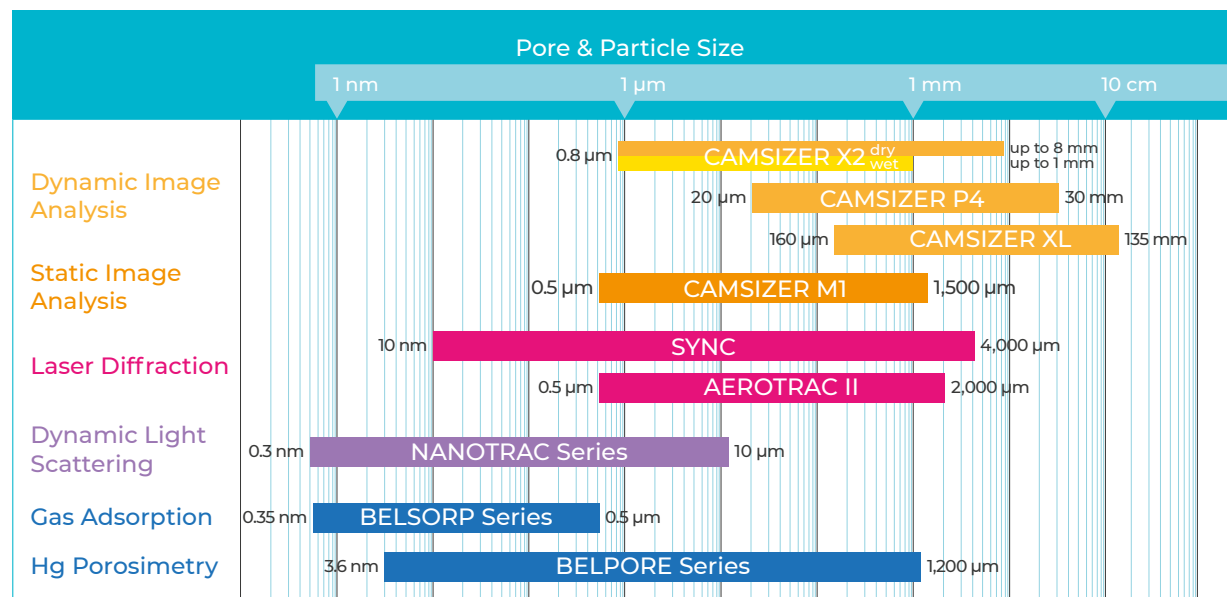 Pore & Particle Size
1 nm
1 µm
1 mm
10 cm
Dynamic Image
Analysis
0.8 µm
CAMSIZER X2
dry
wet
up to 8 mm
up to 1 mm
20 µm
CAMSIZER P4
30 mm
160 µm
CAMSIZER XL
135 mm
Static Image
Analysis
0.5 µm
CAMSIZER M1
1,500 µm
Laser Diffraction
10 nm
SYNC
4,000 µm
0.5 µm
AEROTRAC II
2,000 µm
Dynamic Light
Scattering
0.3 nm
NANOTRAC Series
10 µm
Gas Adsorption
0.35 nm
BELSORP Series
0.5 µm
Hg Porosimetry
3.6 nm
BELPORE Series
1,200 µm